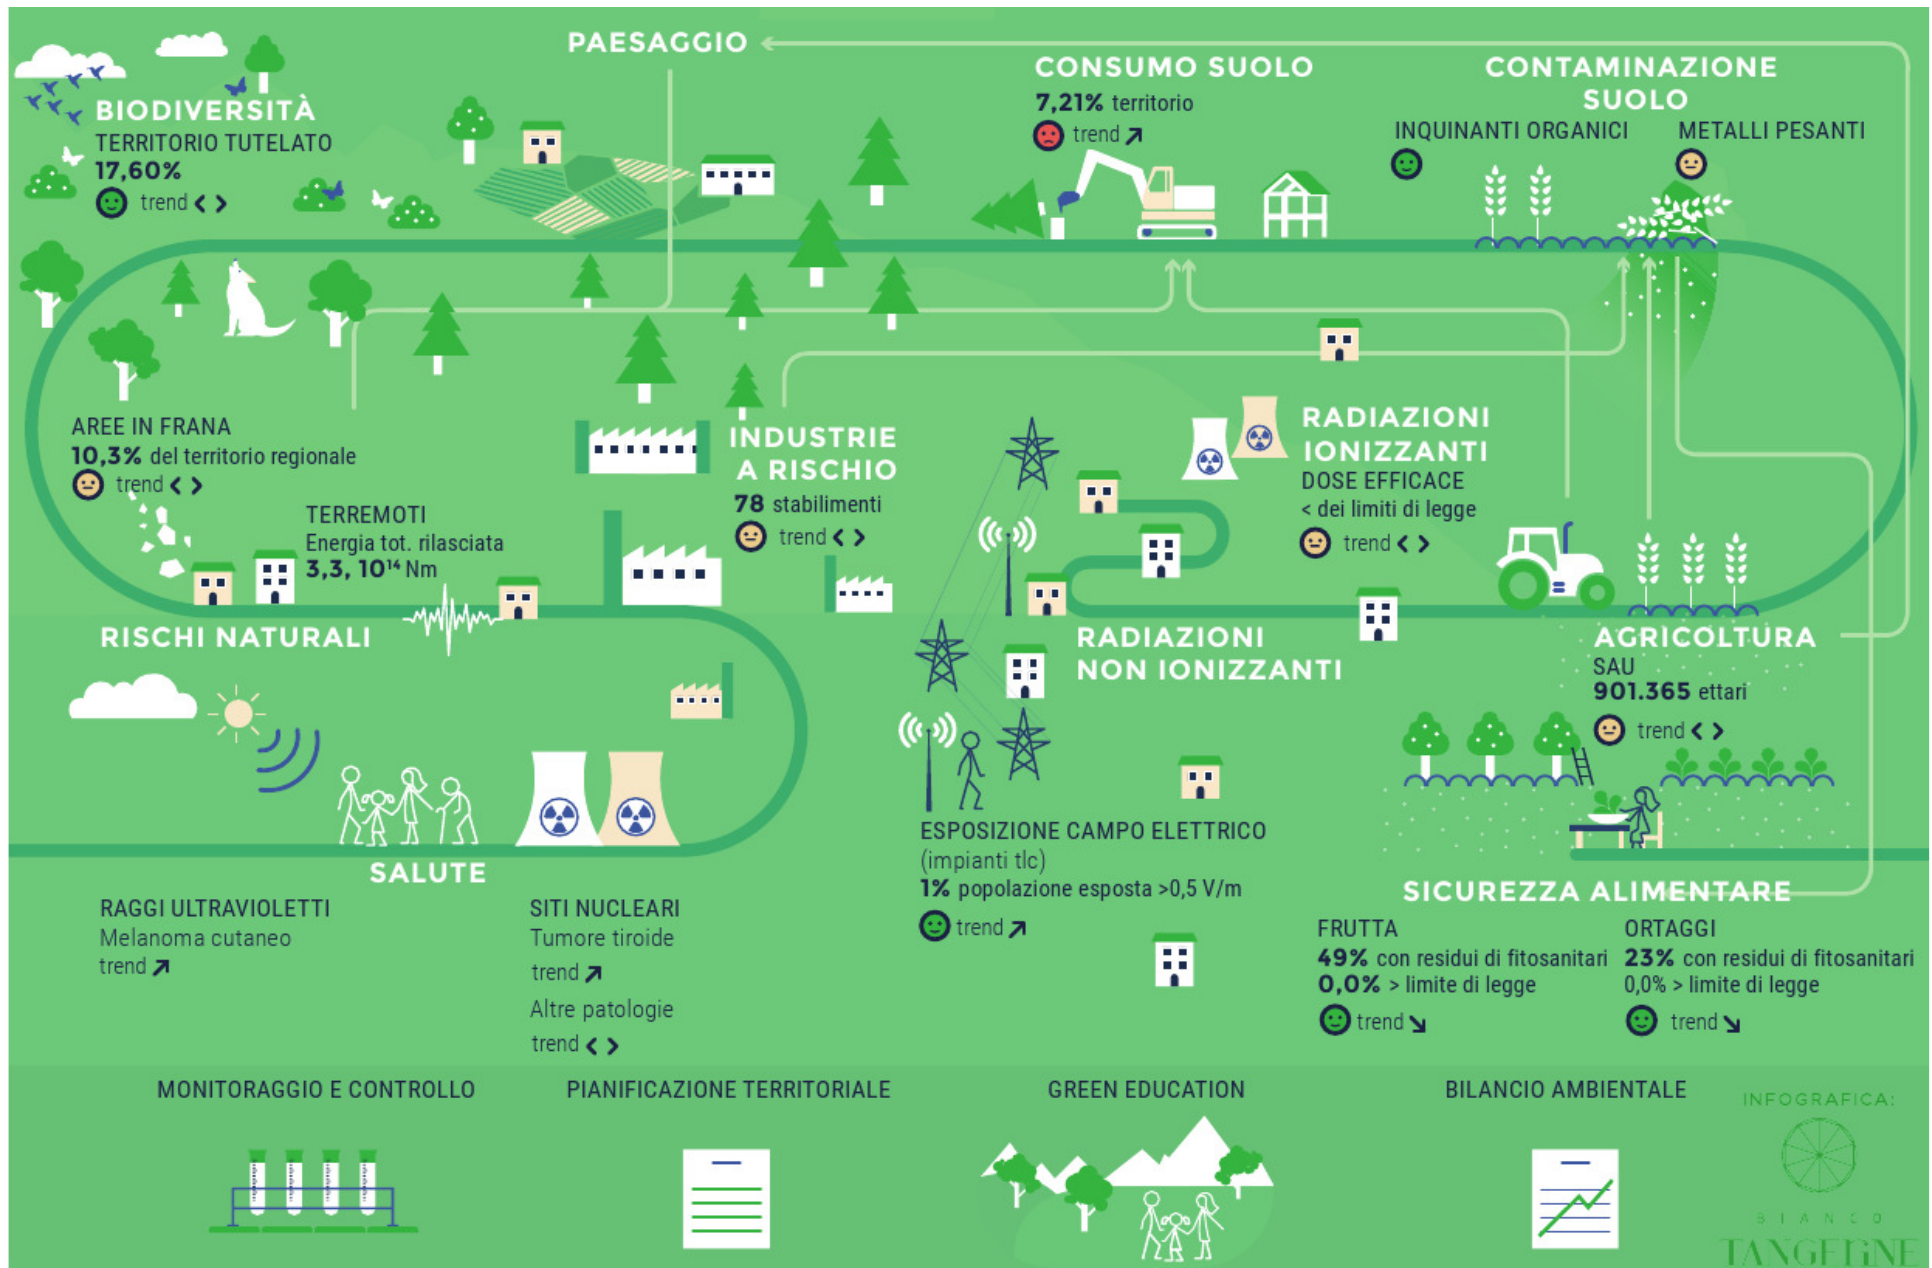 PAESAGGIO
BIODIVERSITÀ
TERRITORIO TUTELATO
17,60%
trend < >
CONSUMO SUOLO
7,21% territorio
trend ↗
CONTAMINAZIONE
SUOLO
INQUINANTI ORGANICI
METALLI PESANTI
AREE IN FRANA
10,3% del territorio regionale
trend < >
TERREMOTI
Energia tot. rilasciata
3,3, 10¹⁴ Nm
RISCHI NATURALI
INDUSTRIE
A RISCHIO
78 stabilimenti
trend < >
RADIAZIONI
IONIZZANTI
DOSE EFFICACE
< dei limiti di legge
trend < >
RADIAZIONI
NON IONIZZANTI
ESPOSIZIONE CAMPO ELETTRICO
(impianti tlc)
1% popolazione esposta >0,5 V/m
trend ↗
AGRICOLTURA
SAU
901.365 ettari
trend < >
SALUTE
RAGGI ULTRAVIOLETTI
Melanoma cutaneo
trend ↗
SITI NUCLEARI
Tumore tiroide
trend ↗
Altre patologie
trend < >
SICUREZZA ALIMENTARE
FRUTTA
49% con residui di fitosanitari
0,0% > limite di legge
trend ↘
ORTAGGI
23% con residui di fitosanitari
0,0% > limite di legge
trend ↘
MONITORAGGIO E CONTROLLO
PIANIFICAZIONE TERRITORIALE
GREEN EDUCATION
BILANCIO AMBIENTALE
INFOGRAFICA:
BIANCO
TANGERINE